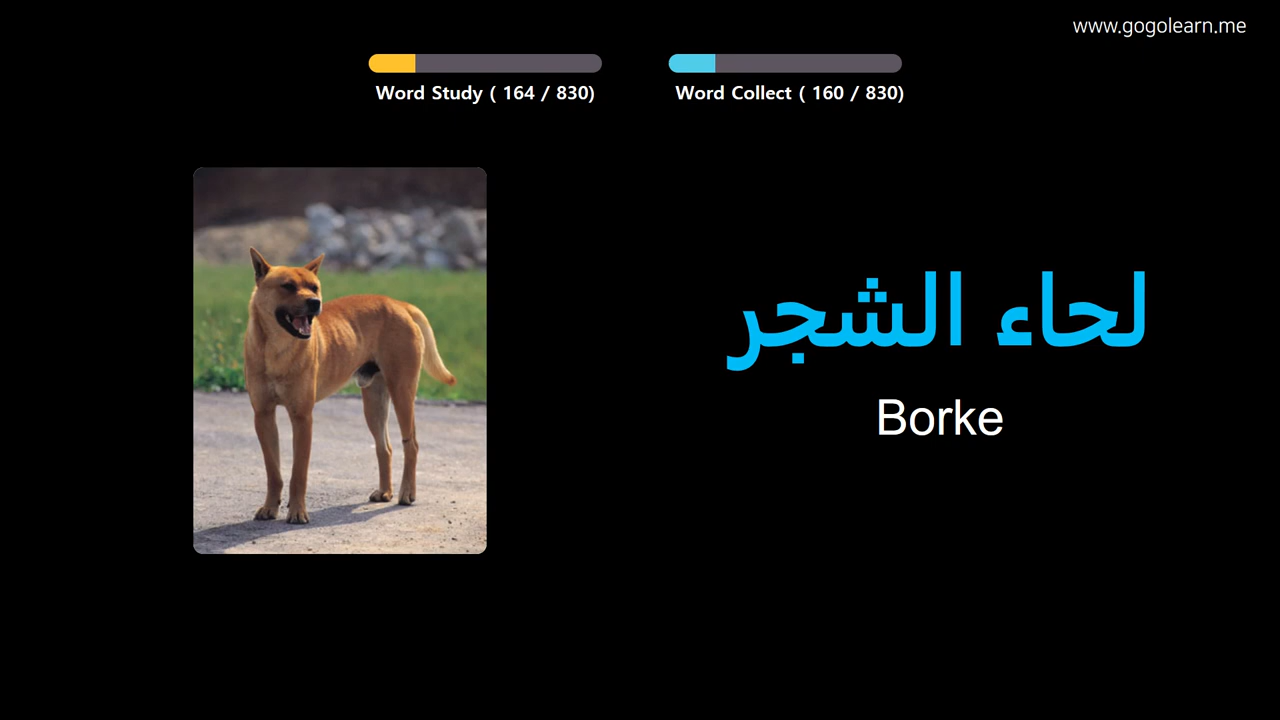 www.gogolearn.me
Word Study ( 164 / 830)
Word Collect ( 160 / 830)
لحاء الشجر
Borke